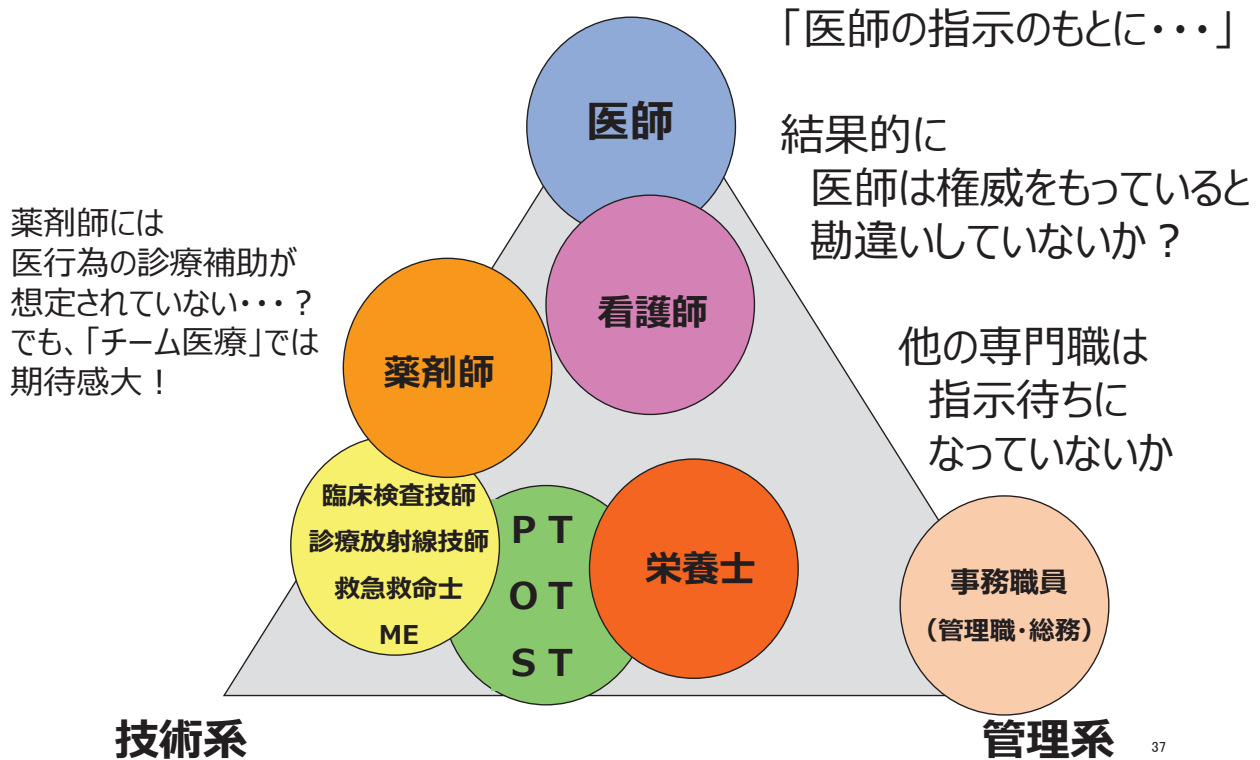 「医師の指示のもとに・・・」
医師
結果的に
医師は権威をもっていると
勘違いしていないか？
薬剤師には
医行為の診療補助が
想定されていない・・・？
でも、「チーム医療」では
期待感大！
看護師
薬剤師
他の専門職は
指示待ちに
なっていないか
臨床検査技師
診療放射線技師
救急救命士
ME
ＰＴ
ＯＴ
ＳＴ
栄養士
事務職員
（管理職・総務）
技術系
管理系
37